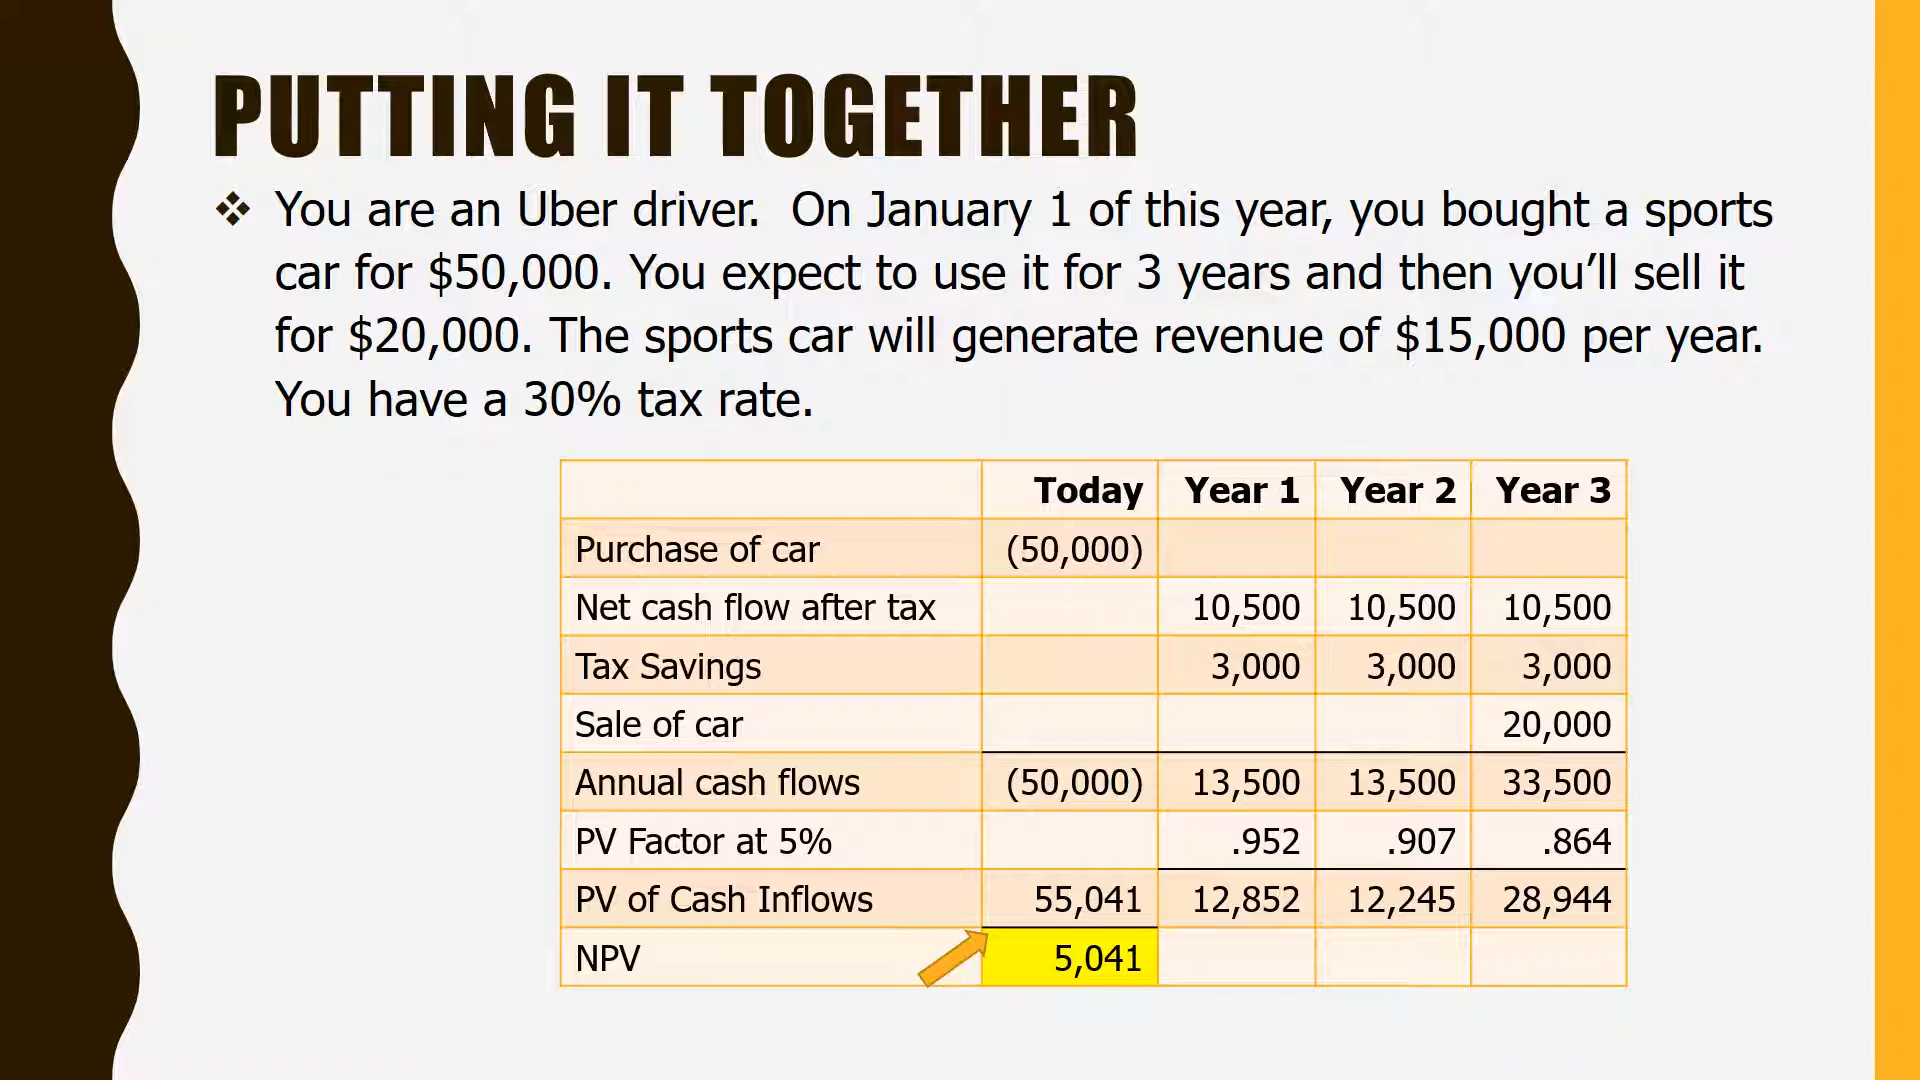 PUTTING IT TOGETHER
❖ You are an Uber driver.  On January 1 of this year, you bought a sports
car for $50,000. You expect to use it for 3 years and then you’ll sell it
for $20,000. The sports car will generate revenue of $15,000 per year.
You have a 30% tax rate.
Today Year 1 Year 2 Year 3
Purchase of car (50,000)
Net cash flow after tax 10,500 10,500 10,500
Tax Savings 3,000 3,000 3,000
Sale of car 20,000
Annual cash flows (50,000) 13,500 13,500 33,500
PV Factor at 5% .952 .907 .864
PV of Cash Inflows 55,041 12,852 12,245 28,944
NPV 5,041